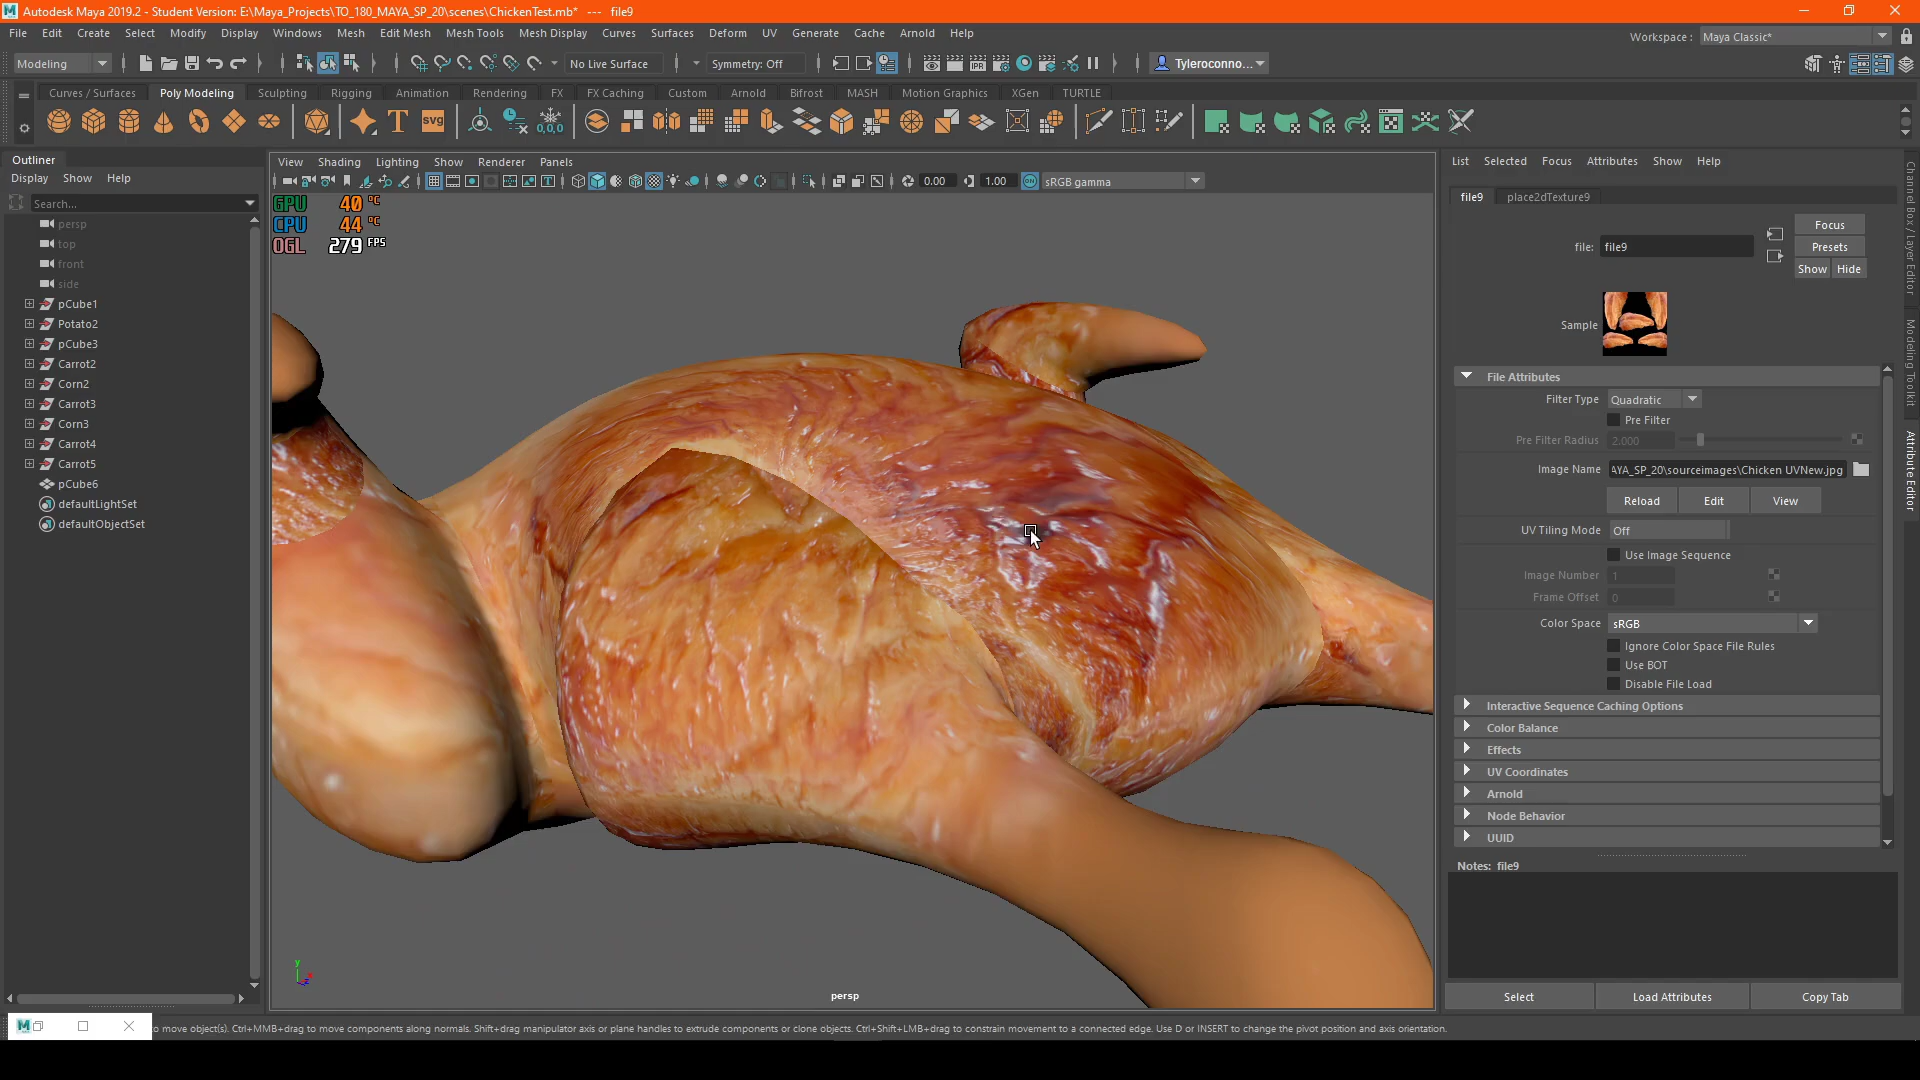 Autodesk Maya 2019.2 - Student Version: E:\Maya_Projects\TO_180_MAYA_SP_20\scenes\ChickenTest.mb* --- file9
File Edit Create Select Modify Display Windows Mesh Edit Mesh Mesh Tools Mesh Display Curves Surfaces Deform UV Generate Cache Arnold Help
Workspace : Maya Classic*
Modeling No Live Surface Symmetry: Off Tyleroconno...
Curves / Surfaces Poly Modeling Sculpting Rigging Animation Rendering FX FX Caching Custom Arnold Bifrost MASH Motion Graphics XGen TURTLE
T svg 0,0,0
Outliner
Display Show Help
Search...
persp
top
front
side
pCube1
Potato2
pCube3
Carrot2
Corn2
Carrot3
Corn3
Carrot4
Carrot5
pCube6
defaultLightSet
defaultObjectSet
View Shading Lighting Show Renderer Panels
0.00 1.00 sRGB gamma
GPU 40 °C
CPU 44 °C
OGL 279 FPS
y
persp
List Selected Focus Attributes Show Help
file9 place2dTexture9
file: file9
Focus
Presets
Show Hide
Sample
File Attributes
Filter Type Quadratic
Pre Filter
Pre Filter Radius 2.000
Image Name AYA_SP_20\sourceimages\Chicken UVNew.jpg
Reload Edit View
UV Tiling Mode Off
Use Image Sequence
Image Number 1
Frame Offset 0
Color Space sRGB
Ignore Color Space File Rules
Use BOT
Disable File Load
Interactive Sequence Caching Options
Color Balance
Effects
UV Coordinates
Arnold
Node Behavior
UUID
Notes: file9
Select Load Attributes Copy Tab
Channel Box / Layer Editor
Modeling Toolkit
Attribute Editor
o move object(s). Ctrl+MMB+drag to move components along normals. Shift+drag manipulator axis or plane handles to extrude components or clone objects. Ctrl+Shift+LMB+drag to constrain movement to a connected edge. Use D or INSERT to change the pivot position and axis orientation.